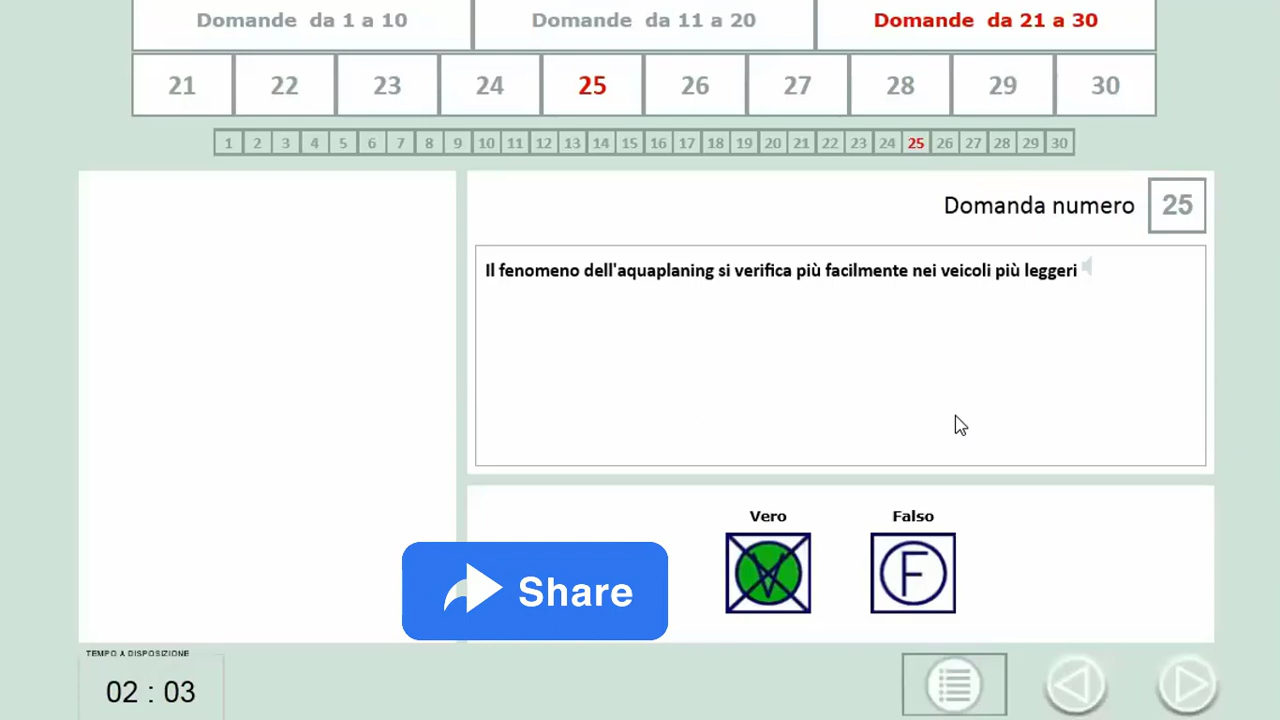 Domande da 1 a 10
Domande da 11 a 20
Domande da 21 a 30
21 22 23 24 25 26 27 28 29 30
1 2 3 4 5 6 7 8 9 10 11 12 13 14 15 16 17 18 19 20 21 22 23 24 25 26 27 28 29 30
Domanda numero 25
Il fenomeno dell'aquaplaning si verifica più facilmente nei veicoli più leggeri
Vero
Falso
V
F
Share
TEMPO A DISPOSIZIONE
02 : 03